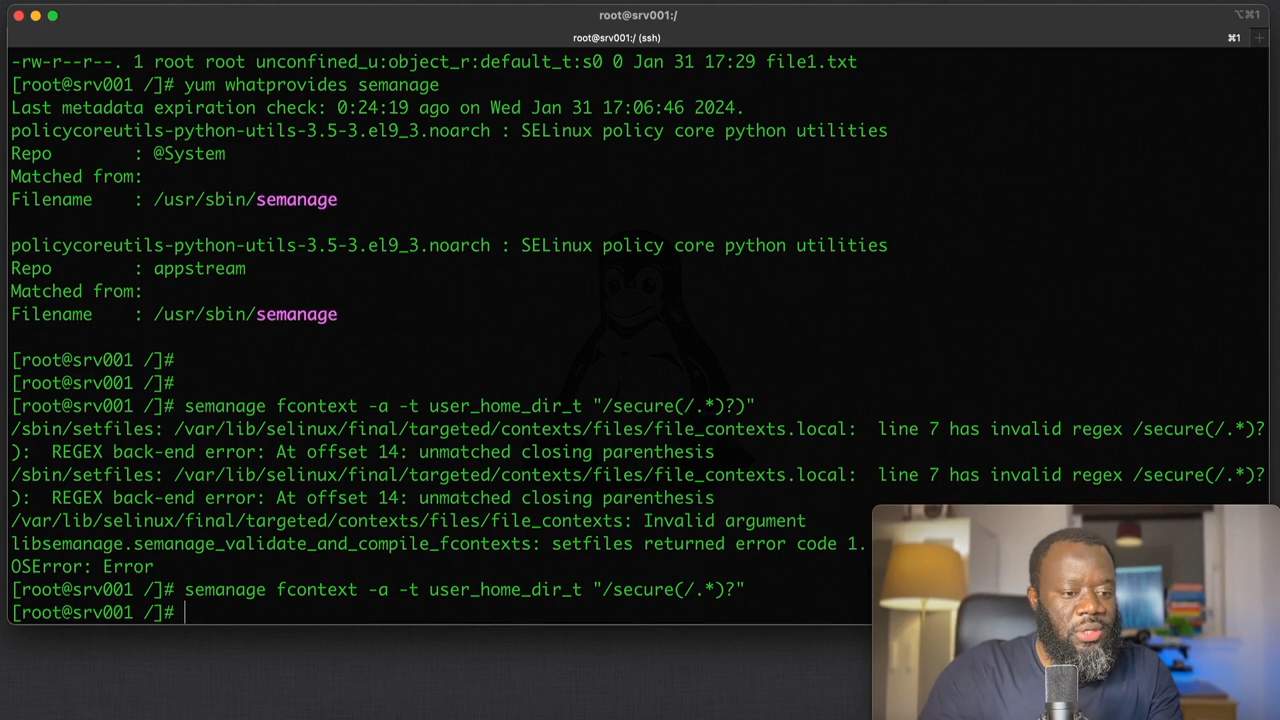 root@srv001:/
⌥⌘1
root@srv001:/ (ssh)
⌘1
-rw-r--r--. 1 root root unconfined_u:object_r:default_t:s0 0 Jan 31 17:29 file1.txt
[root@srv001 /]# yum whatprovides semanage
Last metadata expiration check: 0:24:19 ago on Wed Jan 31 17:06:46 2024.
policycoreutils-python-utils-3.5-3.el9_3.noarch : SELinux policy core python utilities
Repo        : @System
Matched from:
Filename    : /usr/sbin/semanage
policycoreutils-python-utils-3.5-3.el9_3.noarch : SELinux policy core python utilities
Repo        : appstream
Matched from:
Filename    : /usr/sbin/semanage
[root@srv001 /]#
[root@srv001 /]#
[root@srv001 /]# semanage fcontext -a -t user_home_dir_t "/secure(/.*)?)"
/sbin/setfiles: /var/lib/selinux/final/targeted/contexts/files/file_contexts.local:  line 7 has invalid regex /secure(/.*)?
):  REGEX back-end error: At offset 14: unmatched closing parenthesis
/sbin/setfiles: /var/lib/selinux/final/targeted/contexts/files/file_contexts.local:  line 7 has invalid regex /secure(/.*)?
):  REGEX back-end error: At offset 14: unmatched closing parenthesis
/var/lib/selinux/final/targeted/contexts/files/file_contexts: Invalid argument
libsemanage.semanage_validate_and_compile_fcontexts: setfiles returned error code 1.
OSError: Error
[root@srv001 /]# semanage fcontext -a -t user_home_dir_t "/secure(/.*)?"
[root@srv001 /]#